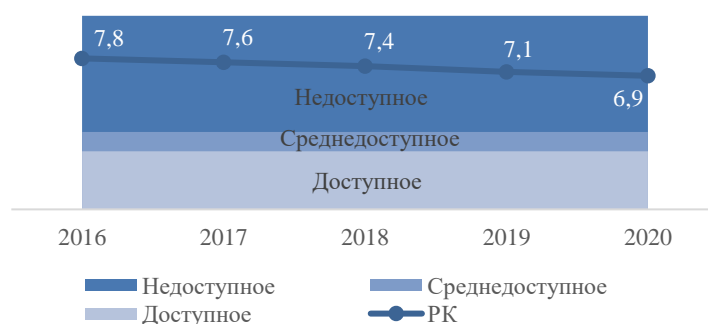 7,8 7,6 7,4 7,1 6,9
Недоступное
Среднедоступное
Доступное
2016 2017 2018 2019 2020
Недоступное Среднедоступное
Доступное РК